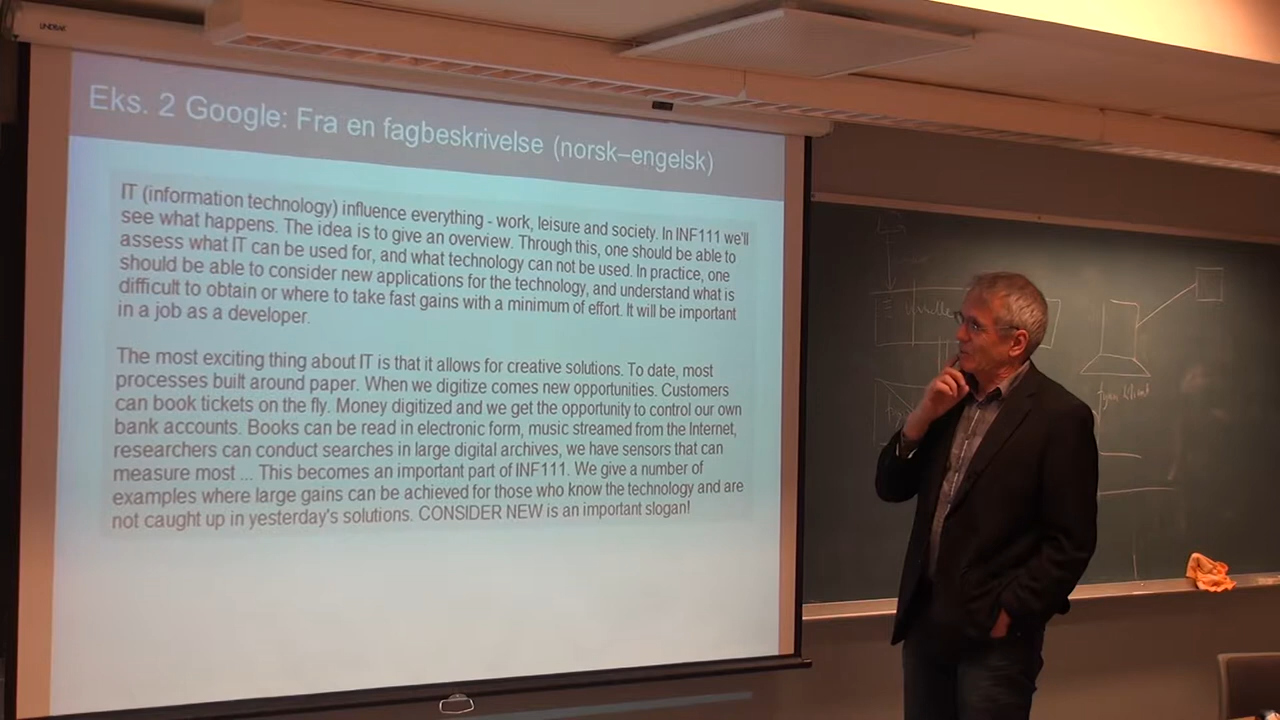 Eks. 2 Google: Fra en fagbeskrivelse (norsk–engelsk)
IT (information technology) influence everything - work, leisure and society. In INF111 we'll
see what happens. The idea is to give an overview. Through this, one should be able to
assess what IT can be used for, and what technology can not be used. In practice, one
should be able to consider new applications for the technology, and understand what is
difficult to obtain or where to take fast gains with a minimum of effort. It will be important
in a job as a developer.
The most exciting thing about IT is that it allows for creative solutions. To date, most
processes built around paper. When we digitize comes new opportunities. Customers
can book tickets on the fly. Money digitized and we get the opportunity to control our own
bank accounts. Books can be read in electronic form, music streamed from the Internet,
researchers can conduct searches in large digital archives, we have sensors that can
measure most ... This becomes an important part of INF111. We give a number of
examples where large gains can be achieved for those who know the technology and are
not caught up in yesterday's solutions. CONSIDER NEW is an important slogan!